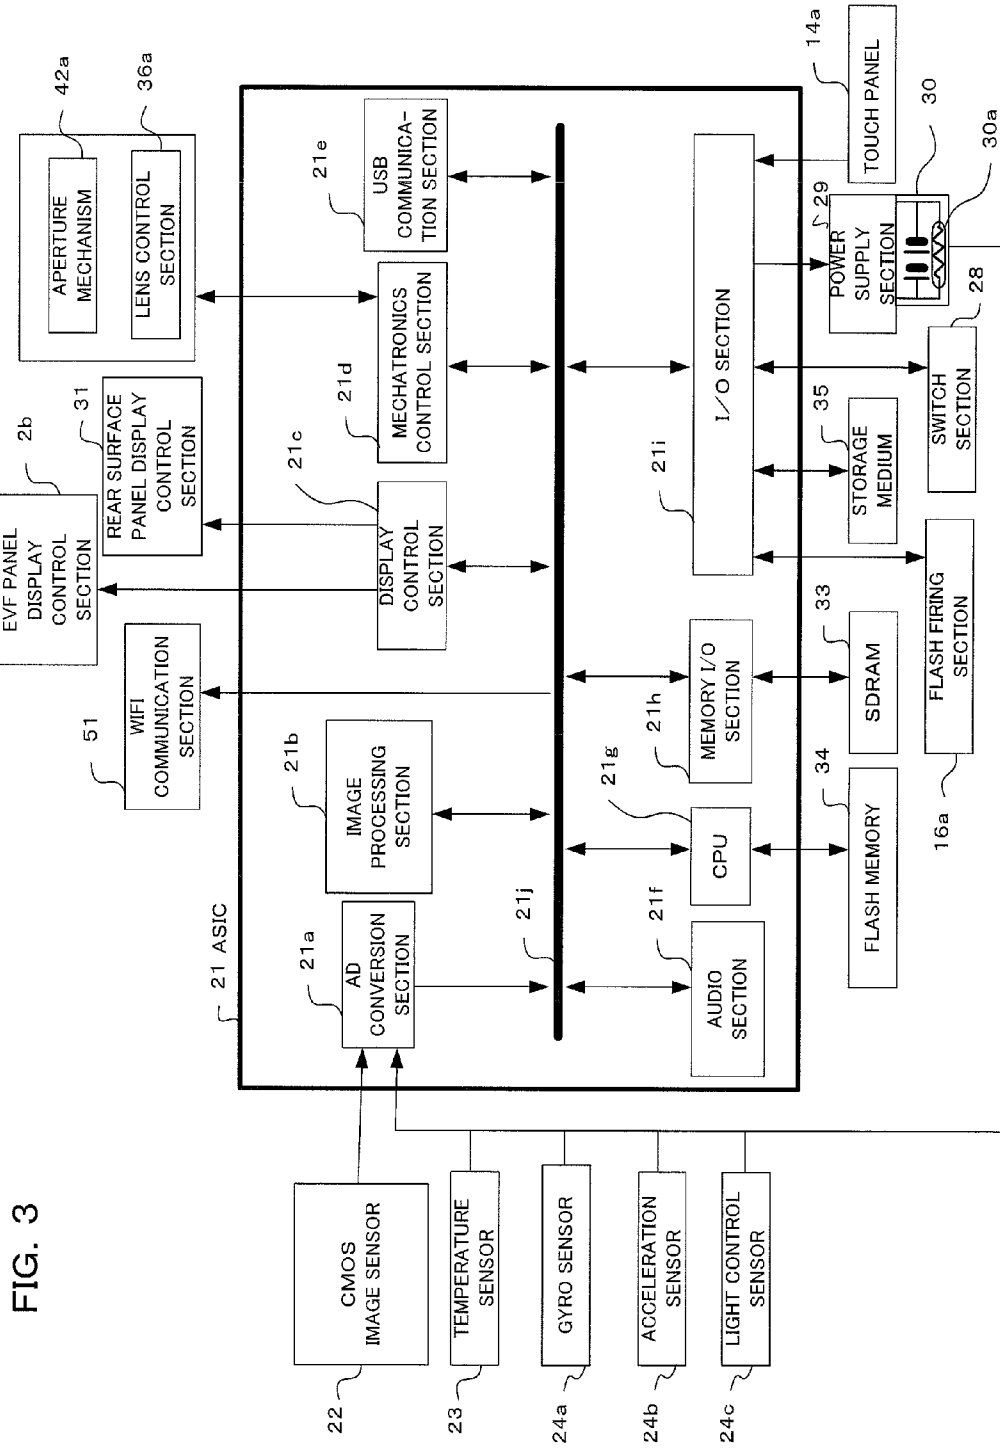 FIG. 3
21 ASIC
CMOS
IMAGE SENSOR
22
TEMPERATURE
SENSOR
23
GYRO SENSOR
24a
ACCELERATION
SENSOR
24b
LIGHT CONTROL
SENSOR
24c
AD
CONVERSION
SECTION
21a
IMAGE
PROCESSING
SECTION
21b
WIFI
COMMUNICATION
SECTION
51
EVF PANEL
DISPLAY
CONTROL
SECTION
2b
REAR SURFACE
PANEL DISPLAY
CONTROL
SECTION
31
DISPLAY
CONTROL
SECTION
21c
APERTURE
MECHANISM
42a
LENS CONTROL
SECTION
36a
MECHATRONICS
CONTROL SECTION
21d
USB
COMMUNICA-
TION SECTION
21e
21j
AUDIO
SECTION
21f
CPU
21g
MEMORY I/O
SECTION
21h
I/O SECTION
21i
FLASH MEMORY
34
SDRAM
33
FLASH FIRING
SECTION
16a
STORAGE
MEDIUM
35
SWITCH
SECTION
28
POWER
SUPPLY
SECTION
29
30
30a
TOUCH PANEL
14a